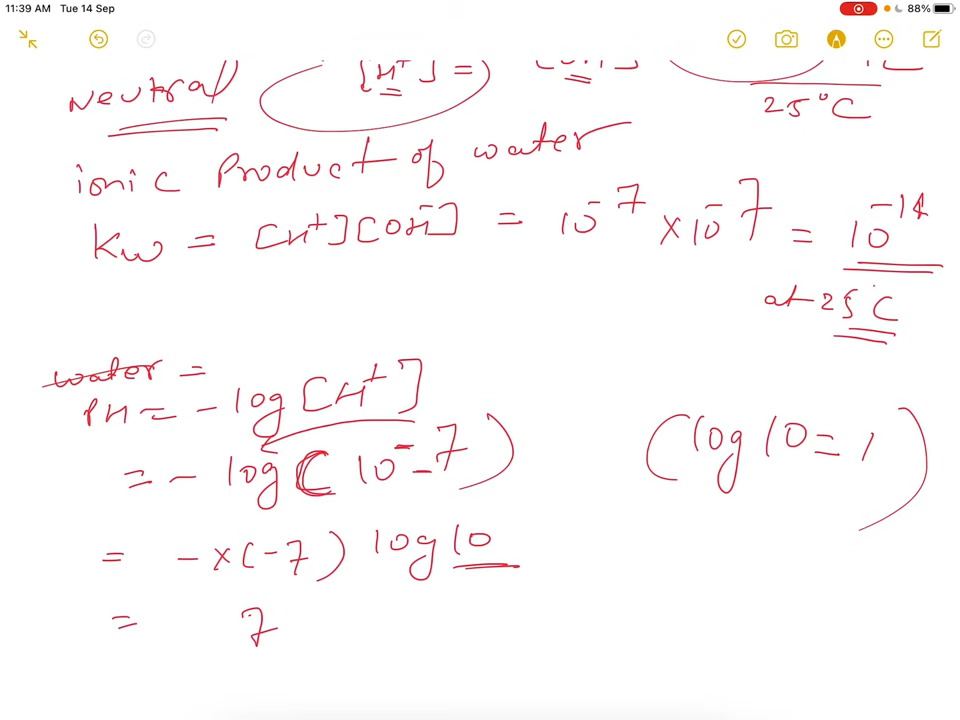 11:39 AM Tue 14 Sep 88%
Neutral [H+] =
25°C
ionic Product of water
Kw = [H+][OH-] = 10-7 x 10-7 = 10-14
at 25 C
water =
PH = - log [H+]
= - log ( 10-7 ) ( log 10 = 1 )
= - x (-7) log 10
= 7